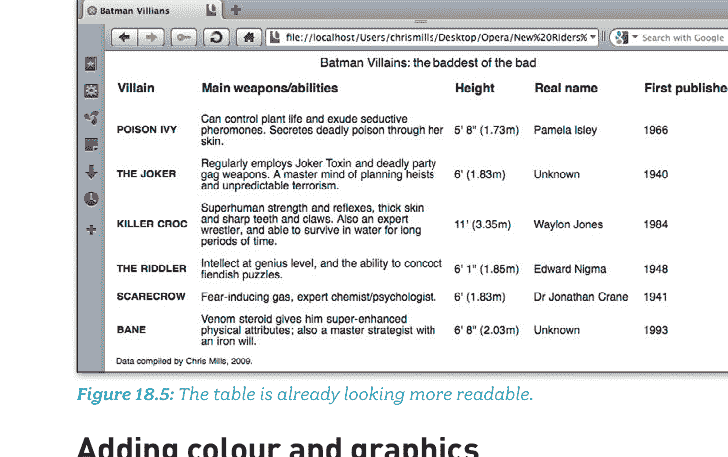 Batman Villians
file://localhost/Users/chrismills/Desktop/Opera/New%20Riders%
Search with Google
Batman Villains: the baddest of the bad
Villain Main weapons/abilities Height Real name First publishe
POISON IVY Can control plant life and exude seductive pheromones. Secretes deadly poison through her skin. 5' 8" (1.73m) Pamela Isley 1966
THE JOKER Regularly employs Joker Toxin and deadly party gag weapons. A master mind of planning heists and unpredictable terrorism. 6' (1.83m) Unknown 1940
KILLER CROC Superhuman strength and reflexes, thick skin and sharp teeth and claws. Also an expert wrestler, and able to survive in water for long periods of time. 11' (3.35m) Waylon Jones 1984
THE RIDDLER Intellect at genius level, and the ability to concoct fiendish puzzles. 6' 1" (1.85m) Edward Nigma 1948
SCARECROW Fear-inducing gas, expert chemist/psychologist. 6' (1.83m) Dr Jonathan Crane 1941
BANE Venom steroid gives him super-enhanced physical attributes; also a master strategist with an iron will. 6' 8" (2.03m) Unknown 1993
Data compiled by Chris Mills, 2009.
Figure 18.5: The table is already looking more readable.
Adding colour and graphics